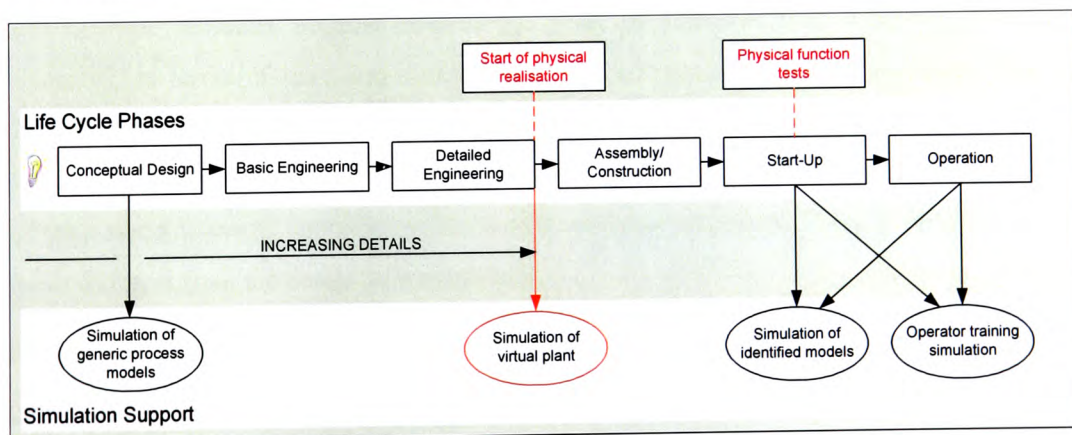 Start of physical
realisation
Physical function
tests
Life Cycle Phases
Conceptual Design
Basic Engineering
Detailed
Engineering
Assembly/
Construction
Start-Up
Operation
INCREASING DETAILS
Simulation of
generic process
models
Simulation of
virtual plant
Simulation of
identified models
Operator training
simulation
Simulation Support